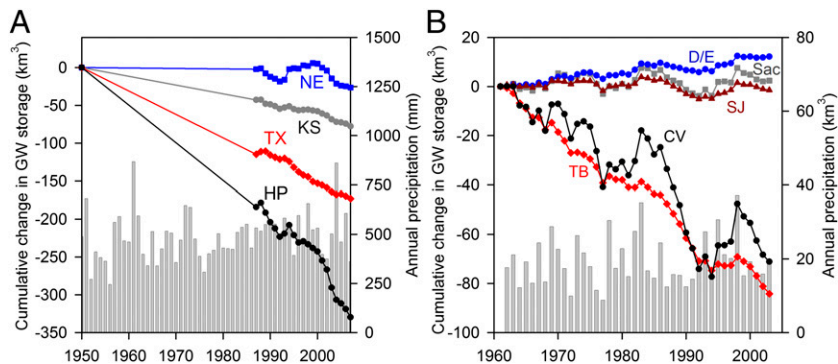 A
B
Cumulative change in GW storage (km³)
0
-50
-100
-150
-200
-250
-300
-350
NE
KS
TX
HP
1500
1250
1000
750
500
250
0
Annual precipitation (mm)
1950 1960 1970 1980 1990 2000
Cumulative change in GW storage (km³)
20
0
-20
-40
-60
-80
-100
D/E
Sac
SJ
CV
TB
80
60
40
20
0
Annual precipitation (km³)
1960 1970 1980 1990 2000